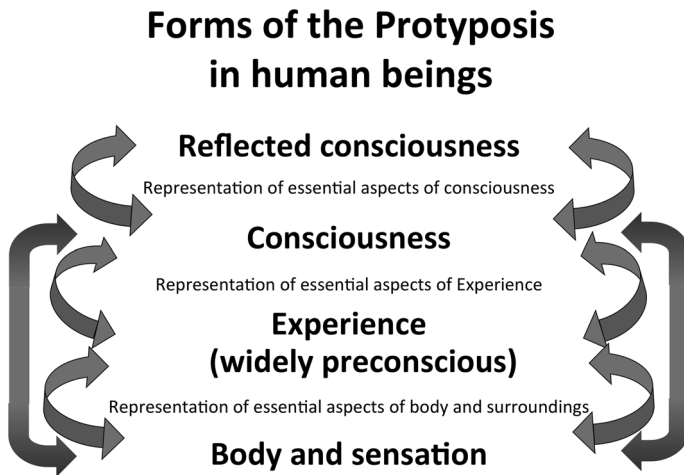 Forms of the Protyposis
in human beings
Reflected consciousness
Representation of essential aspects of consciousness
Consciousness
Representation of essential aspects of Experience
Experience
(widely preconscious)
Representation of essential aspects of body and surroundings
Body and sensation